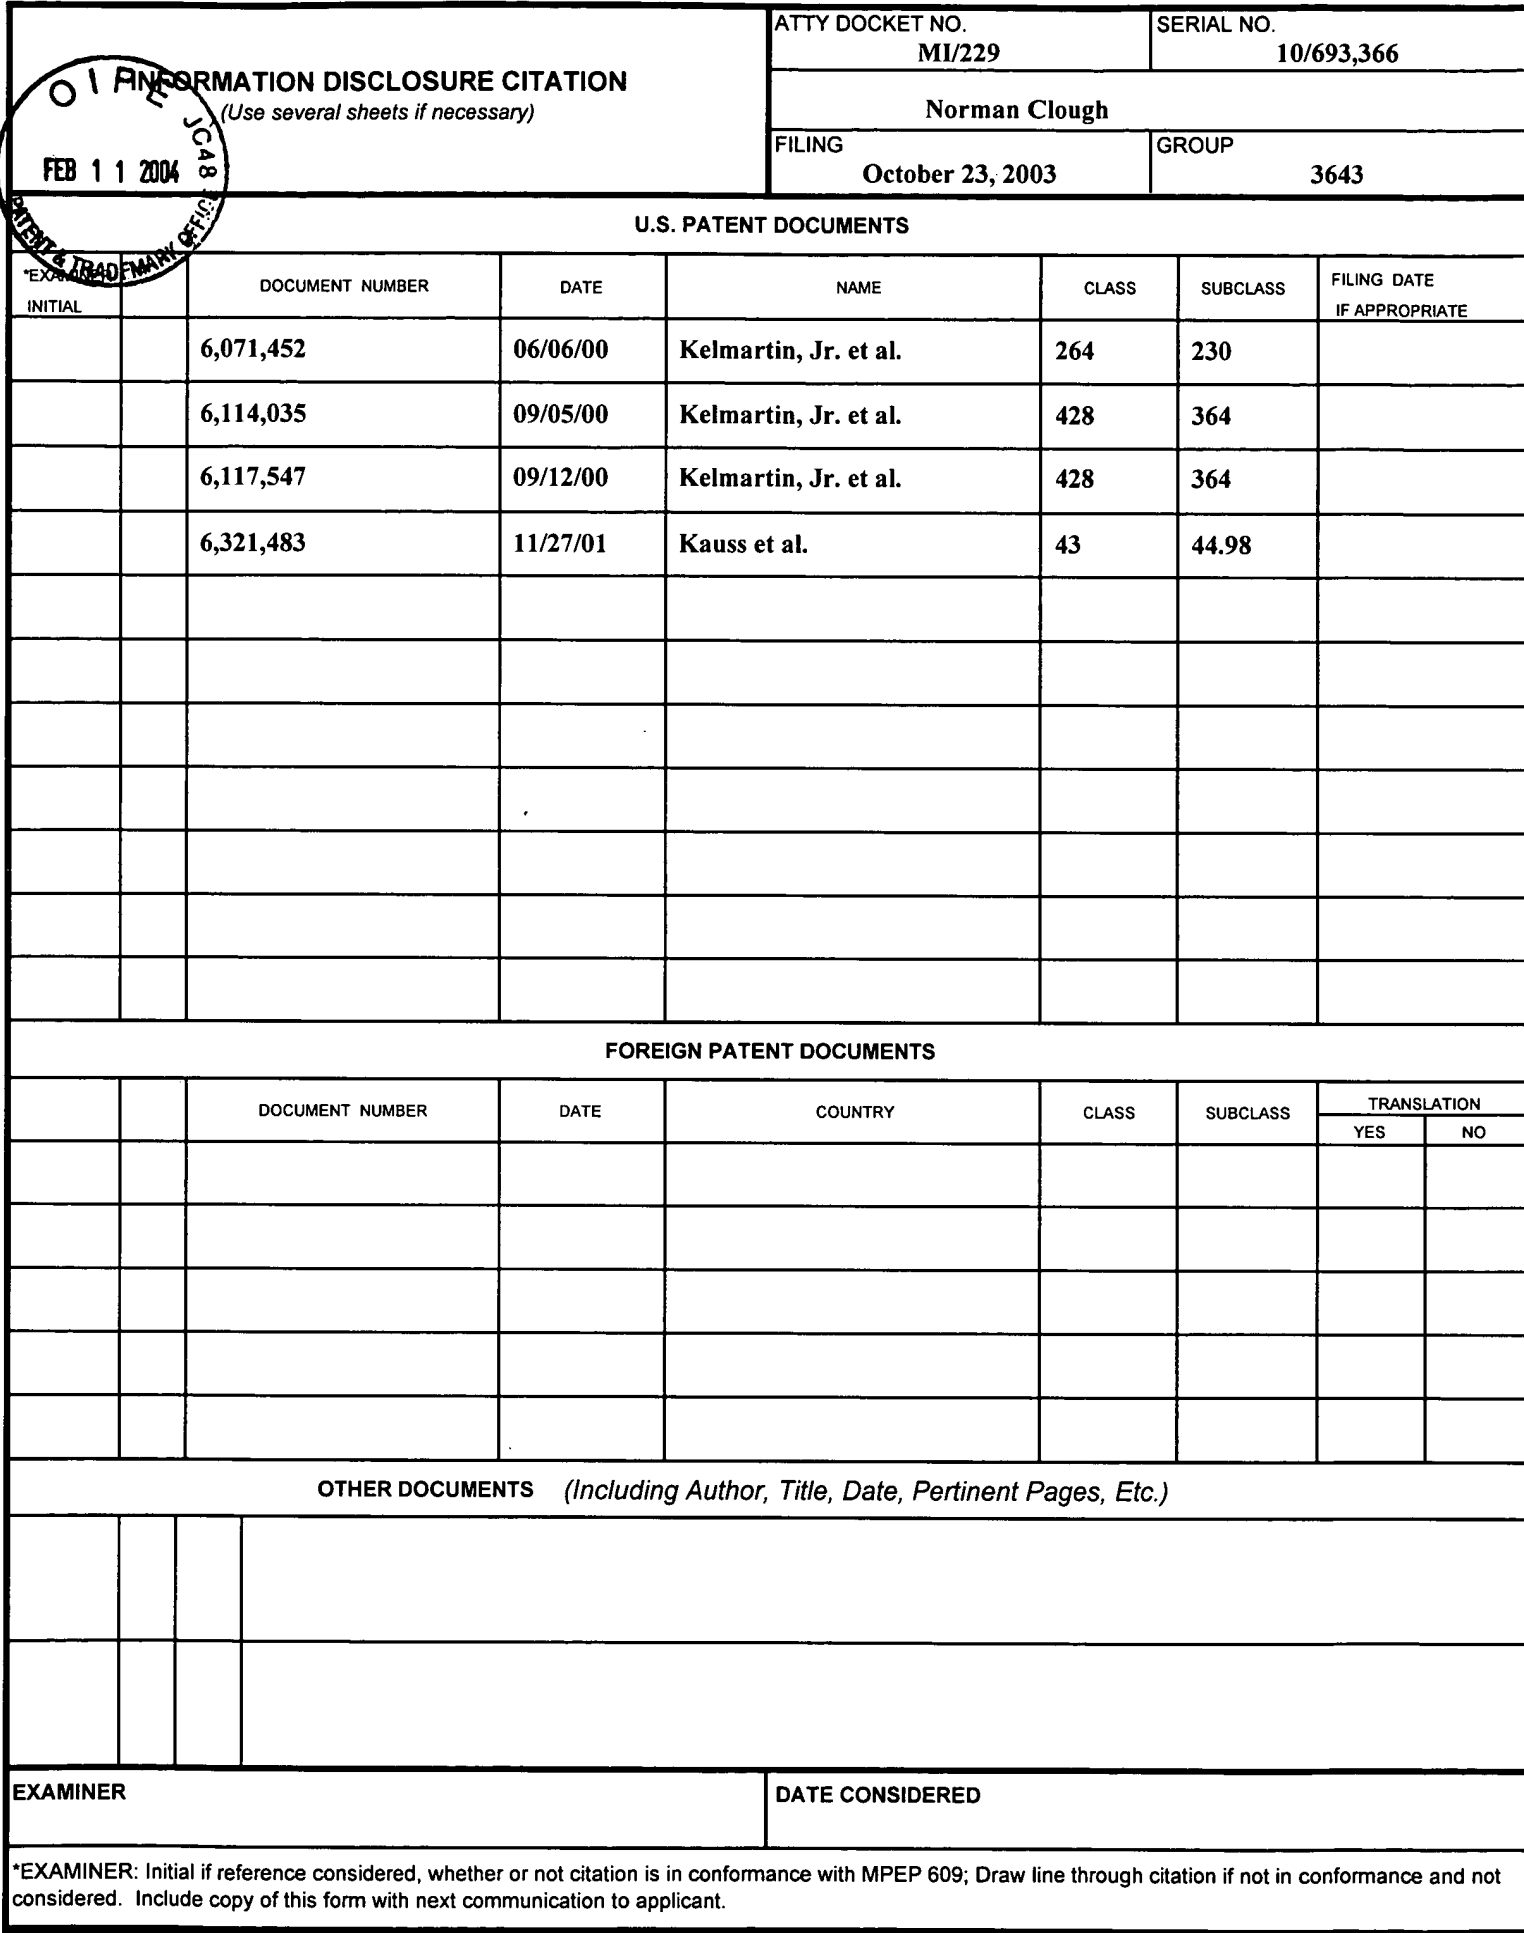 ATTY DOCKET NO.
MI/229
SERIAL NO.
10/693,366
INFORMATION DISCLOSURE CITATION
(Use several sheets if necessary)
Norman Clough
FILING
October 23, 2003
GROUP
3643
OIPE JC48
FEB 11 2004
PATENT & TRADEMARK OFFICE
U.S. PATENT DOCUMENTS
*EXAMINER INITIAL DOCUMENT NUMBER DATE NAME CLASS SUBCLASS FILING DATE IF APPROPRIATE
6,071,452 06/06/00 Kelmartin, Jr. et al. 264 230
6,114,035 09/05/00 Kelmartin, Jr. et al. 428 364
6,117,547 09/12/00 Kelmartin, Jr. et al. 428 364
6,321,483 11/27/01 Kauss et al. 43 44.98
FOREIGN PATENT DOCUMENTS
DOCUMENT NUMBER DATE COUNTRY CLASS SUBCLASS TRANSLATION
YES NO
OTHER DOCUMENTS (Including Author, Title, Date, Pertinent Pages, Etc.)
EXAMINER
DATE CONSIDERED
*EXAMINER: Initial if reference considered, whether or not citation is in conformance with MPEP 609; Draw line through citation if not in conformance and not
considered. Include copy of this form with next communication to applicant.